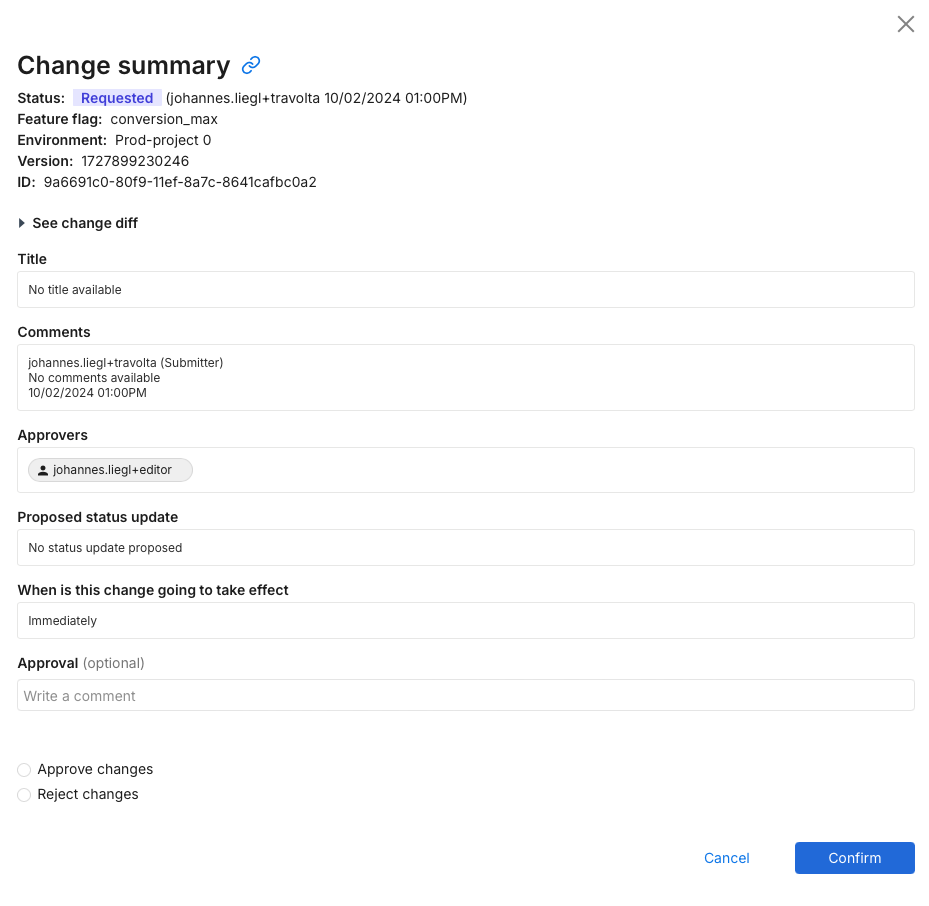 Change summary
Status: Requested (johannes.liegl+travolta 10/02/2024 01:00PM)
Feature flag: conversion_max
Environment: Prod-project 0
Version: 1727899230246
ID: 9a6691c0-80f9-11ef-8a7c-8641cafbc0a2
See change diff
Title
No title available
Comments
johannes.liegl+travolta (Submitter)
No comments available
10/02/2024 01:00PM
Approvers
johannes.liegl+editor
Proposed status update
No status update proposed
When is this change going to take effect
Immediately
Approval (optional)
Write a comment
Approve changes
Reject changes
Cancel Confirm